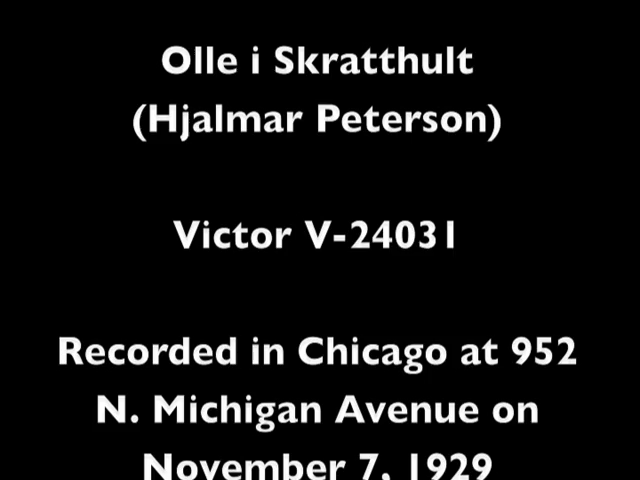 Olle i Skratthult
(Hjalmar Peterson)
Victor V-24031
Recorded in Chicago at 952
N. Michigan Avenue on
November 7, 1929